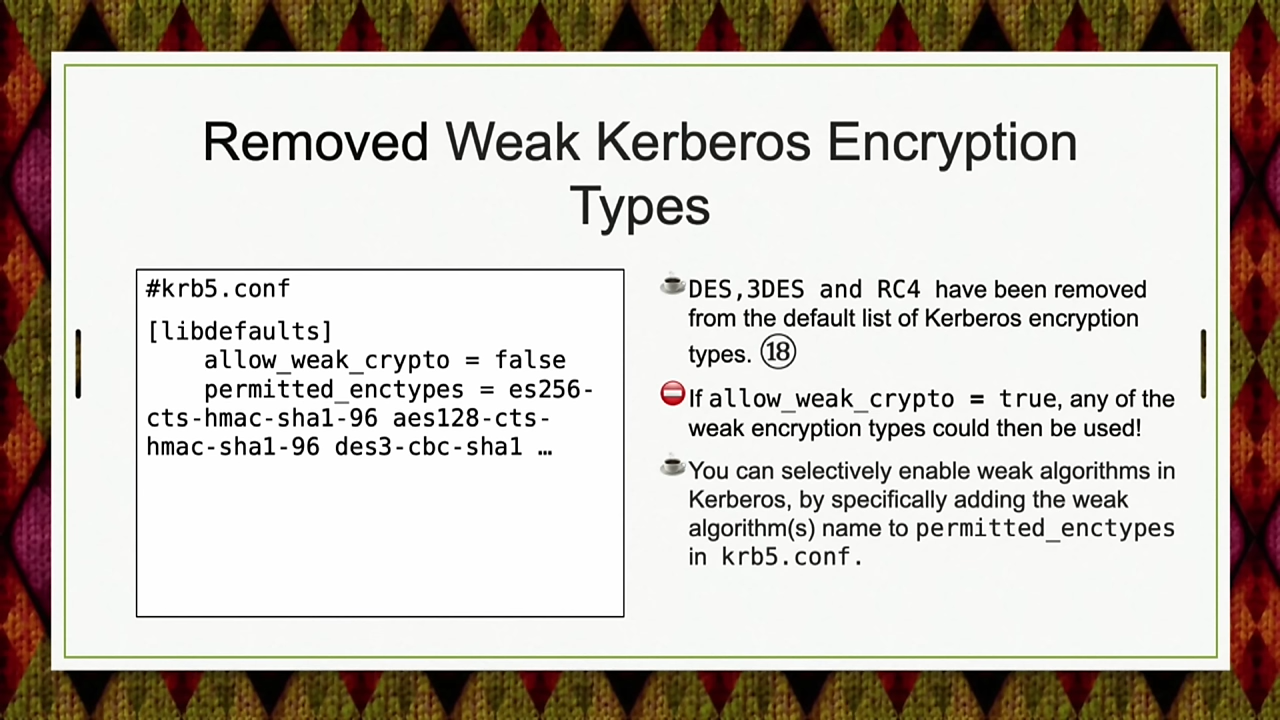 Removed Weak Kerberos Encryption
Types
#krb5.conf
[libdefaults]
allow_weak_crypto = false
permitted_enctypes = es256-
cts-hmac-sha1-96 aes128-cts-
hmac-sha1-96 des3-cbc-sha1 …
DES,3DES and RC4 have been removed
from the default list of Kerberos encryption
types. ⑱
If allow_weak_crypto = true, any of the
weak encryption types could then be used!
You can selectively enable weak algorithms in
Kerberos, by specifically adding the weak
algorithm(s) name to permitted_enctypes
in krb5.conf.